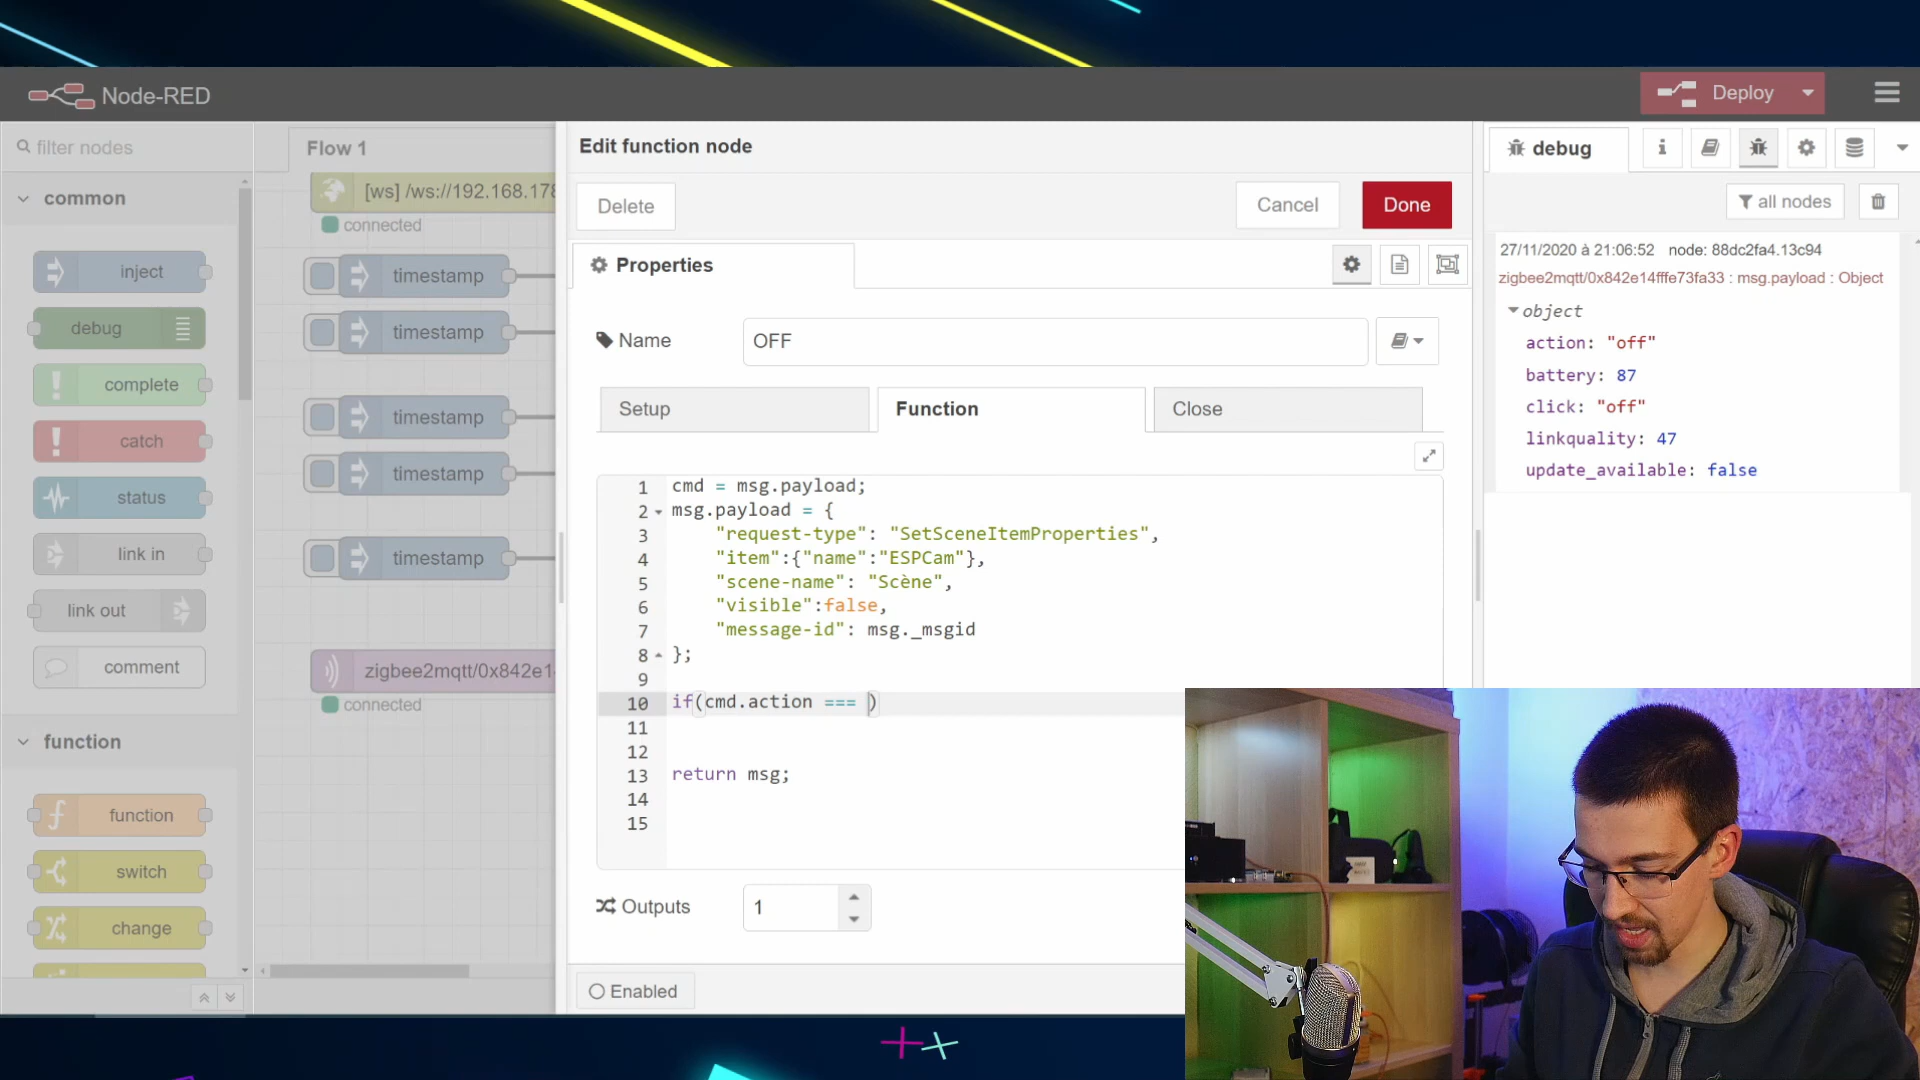 Node-RED
Deploy
filter nodes
common
inject
debug
complete
catch
status
link in
link out
comment
function
function
switch
change
Flow 1
[ws] /ws://192.168.178
connected
timestamp
timestamp
timestamp
timestamp
timestamp
zigbee2mqtt/0x842e1
connected
Edit function node
Delete
Cancel
Done
Properties
Name
OFF
Setup
Function
Close
1 cmd = msg.payload;
2 msg.payload = {
3 "request-type": "SetSceneItemProperties",
4 "item":{"name":"ESPCam"},
5 "scene-name": "Scène",
6 "visible":false,
7 "message-id": msg._msgid
8 };
9
10 if(cmd.action === )
11
12
13 return msg;
14
15
Outputs
1
Enabled
debug
all nodes
27/11/2020 à 21:06:52 node: 88dc2fa4.13c94
zigbee2mqtt/0x842e14fffe73fa33 : msg.payload : Object
object
action: "off"
battery: 87
click: "off"
linkquality: 47
update_available: false